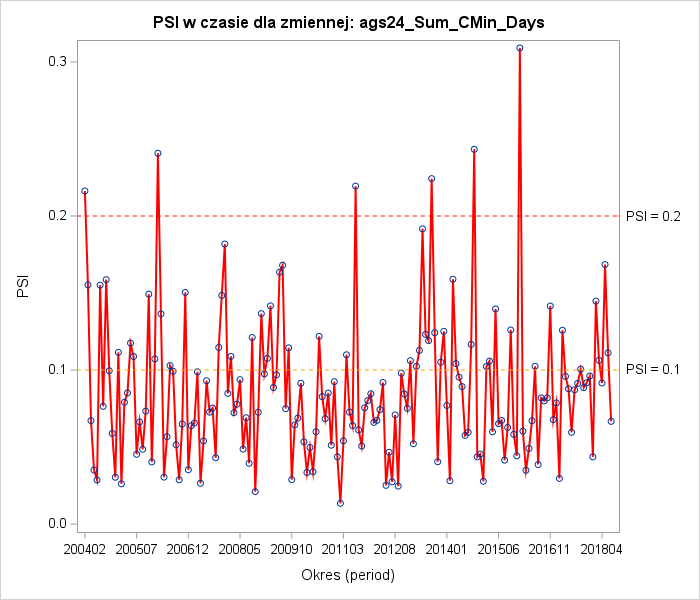 PSI w czasie dla zmiennej: ags24_Sum_CMin_Days
0.3
0.2
PSI = 0.2
PSI
0.1
PSI = 0.1
0.0
200402 200507 200612 200805 200910 201103 201208 201401 201506 201611 201804
Okres (period)